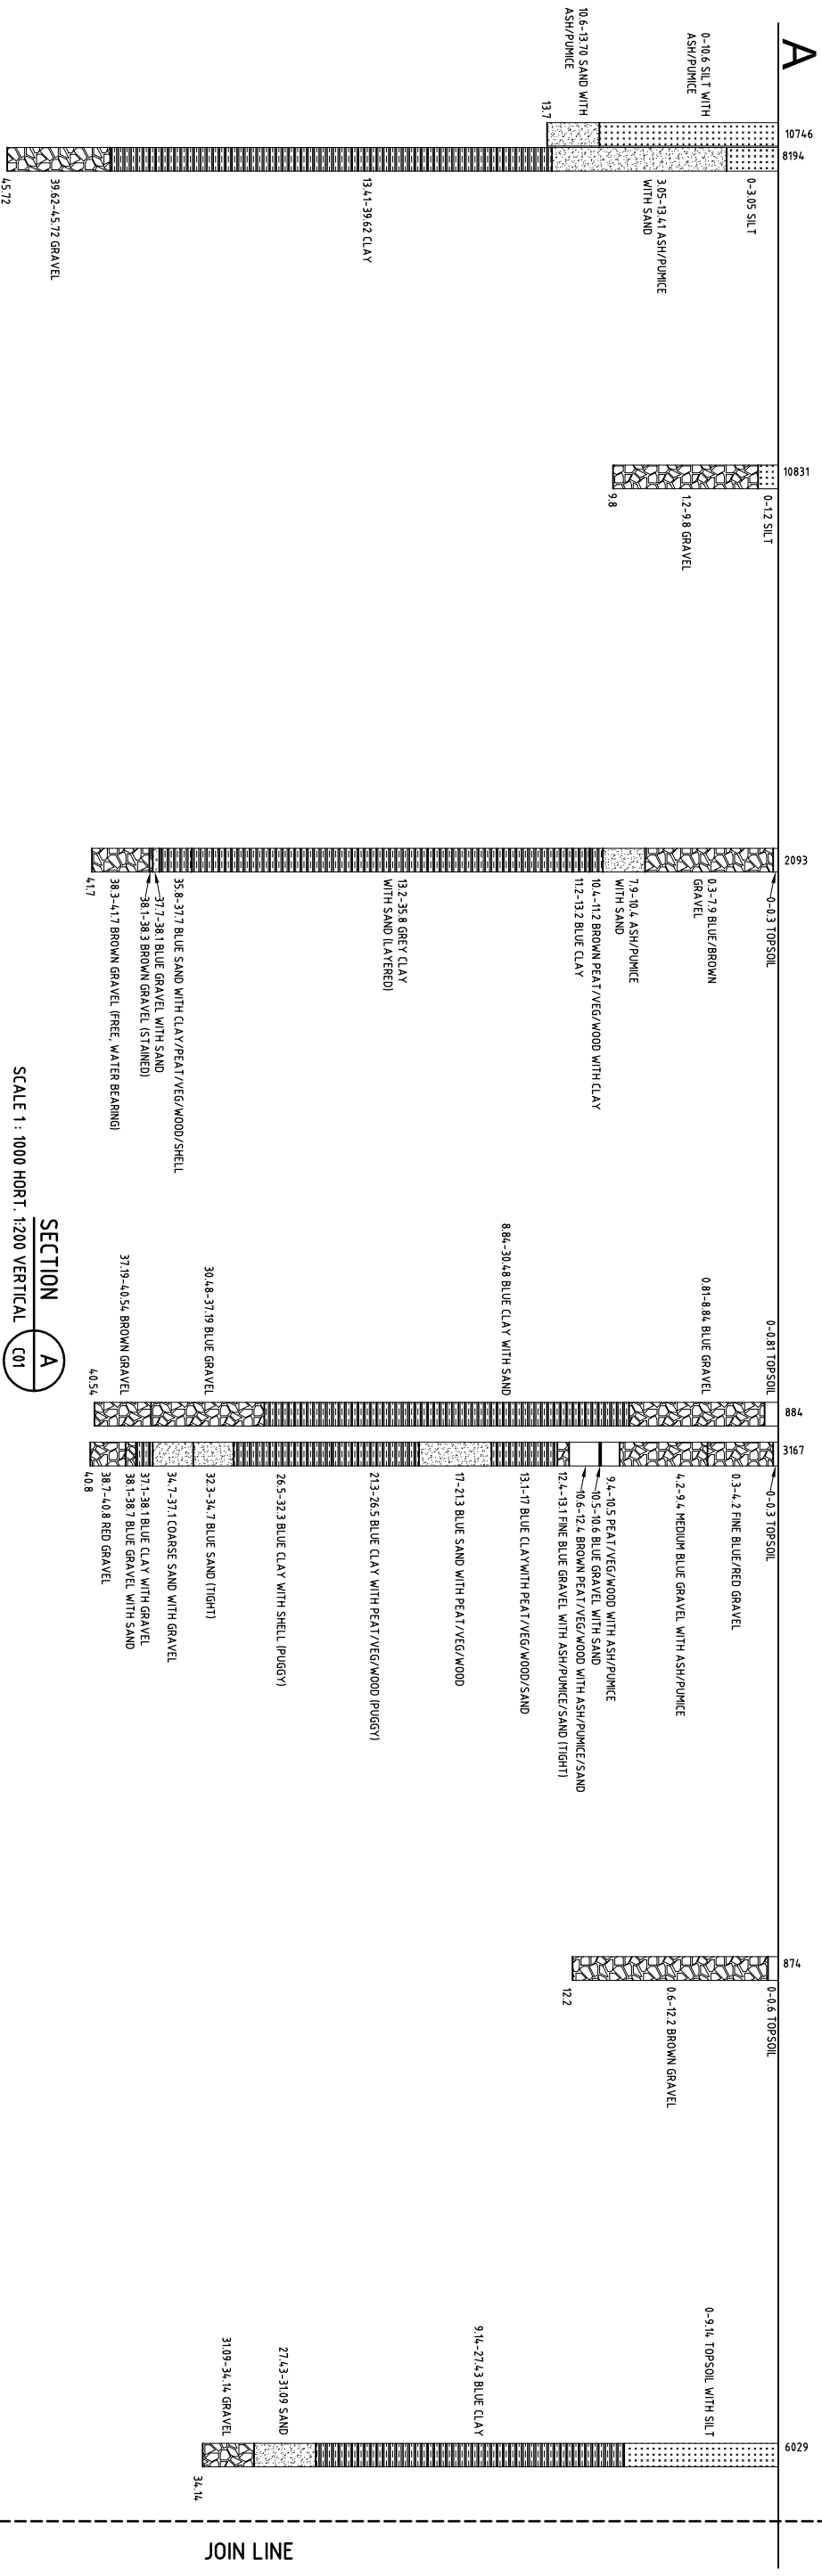 A
10746
0-10.6 SILT WITH
ASH/PUMICE
10.6-13.70 SAND WITH
ASH/PUMICE
13.7
8194
0-3.05 SILT
3.05-13.41 ASH/PUMICE
WITH SAND
13.41-39.62 CLAY
39.62-45.72 GRAVEL
45.72
10831
0-1.2 SILT
1.2-9.8 GRAVEL
9.8
2093
0-0.3 TOPSOIL
0.3-7.9 BLUE/BROWN
GRAVEL
7.9-10.4 ASH/PUMICE
WITH SAND
10.4-11.2 BROWN PEAT/VEG/WOOD WITH CLAY
11.2-13.2 BLUE CLAY
13.2-35.8 GREY CLAY
WITH SAND (LAYERED)
35.8-37.7 BLUE SAND WITH CLAY/PEAT/VEG/WOOD/SHELL
37.7-38.1 BLUE GRAVEL WITH SAND
38.1-38.3 BROWN GRAVEL (STAINED)
38.3-41.7 BROWN GRAVEL (FREE, WATER BEARING)
41.7
884
0-0.81 TOPSOIL
0.81-8.84 BLUE GRAVEL
8.84-30.48 BLUE CLAY WITH SAND
30.48-37.19 BLUE GRAVEL
37.19-40.54 BROWN GRAVEL
40.54
3167
0-0.3 TOPSOIL
0.3-4.2 FINE BLUE/RED GRAVEL
4.2-9.4 MEDIUM BLUE GRAVEL WITH ASH/PUMICE
9.4-10.5 PEAT/VEG/WOOD WITH ASH/PUMICE
10.5-10.6 BLUE GRAVEL WITH SAND
10.6-12.4 BROWN PEAT/VEG/WOOD WITH ASH/PUMICE/SAND
12.4-13.1 FINE BLUE GRAVEL WITH ASH/PUMICE/SAND (TIGHT)
13.1-17 BLUE CLAYWITH PEAT/VEG/WOOD/SAND
17-21.3 BLUE SAND WITH PEAT/VEG/WOOD
21.3-26.5 BLUE CLAY WITH PEAT/VEG/WOOD (PUGGY)
26.5-32.3 BLUE CLAY WITH SHELL (PUGGY)
32.3-34.7 BLUE SAND (TIGHT)
34.7-37.1 COARSE SAND WITH GRAVEL
37.1-38.1 BLUE CLAY WITH GRAVEL
38.1-38.7 BLUE GRAVEL WITH SAND
38.7-40.8 RED GRAVEL
40.8
874
0-0.6 TOPSOIL
0.6-12.2 BROWN GRAVEL
12.2
6029
0-9.14 TOPSOIL WITH SILT
9.14-27.43 BLUE CLAY
27.43-31.09 SAND
31.09-34.14 GRAVEL
34.14
JOIN LINE
SECTION A
SCALE 1 : 1000 HORT. 1:200 VERTICAL C01